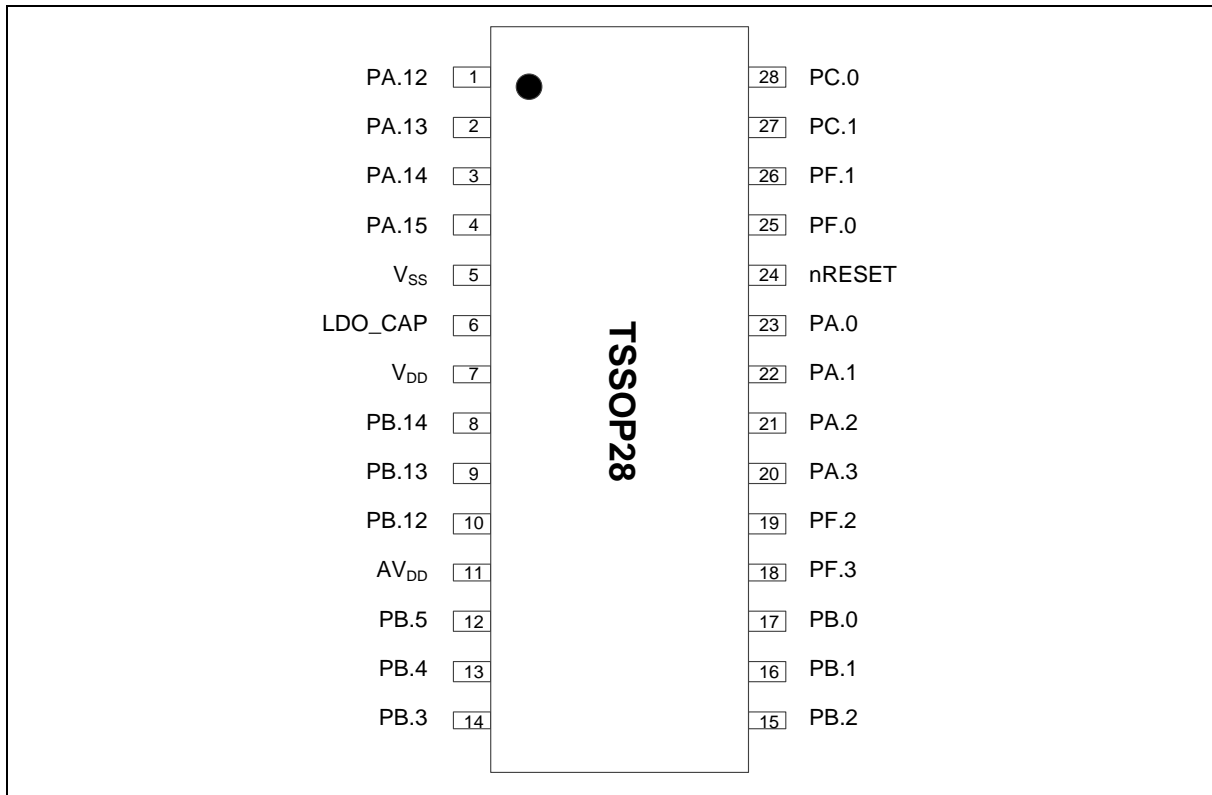 PA.12 1 28 PC.0
PA.13 2 27 PC.1
PA.14 3 26 PF.1
PA.15 4 25 PF.0
VSS 5 24 nRESET
LDO_CAP 6 23 PA.0
VDD 7 22 PA.1
PB.14 8 21 PA.2
PB.13 9 20 PA.3
PB.12 10 19 PF.2
AVDD 11 18 PF.3
PB.5 12 17 PB.0
PB.4 13 16 PB.1
PB.3 14 15 PB.2
TSSOP28